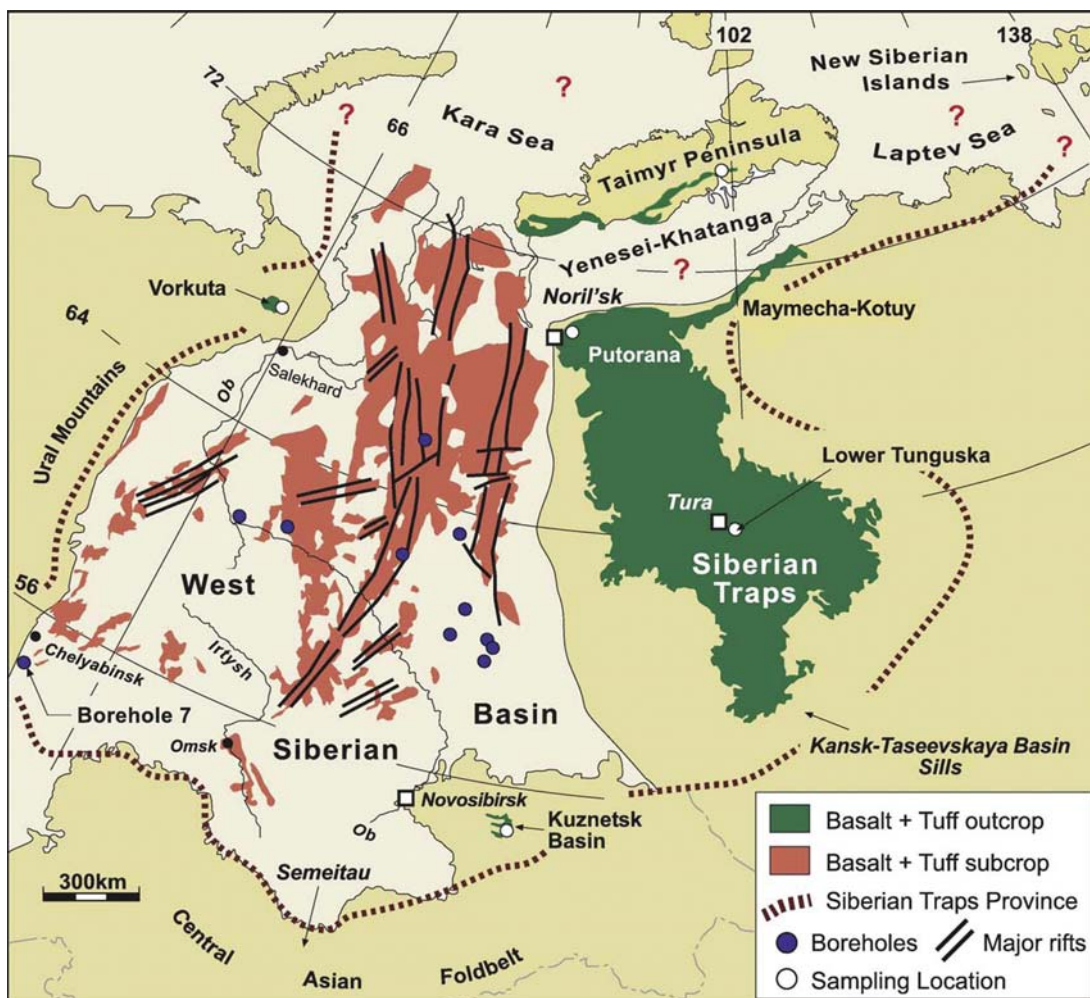 102
138
New Siberian
Islands
72
?
?
66
Kara Sea
?
Laptev Sea
?
Taimyr Peninsula
Yenesei-Khatanga
?
Vorkuta
Noril'sk
Maymecha-Kotuy
64
Putorana
Ob
Salekhard
Ural Mountains
Lower Tunguska
Tura
Siberian
Traps
West
56
Irtysh
Chelyabinsk
Borehole 7
Basin
Omsk
Siberian
Kansk-Taseevskaya Basin
Sills
Novosibirsk
Ob
Kuznetsk
Basin
Semeitau
300km
Central
Asian
Foldbelt
Basalt + Tuff outcrop
Basalt + Tuff subcrop
Siberian Traps Province
Boreholes
Major rifts
Sampling Location